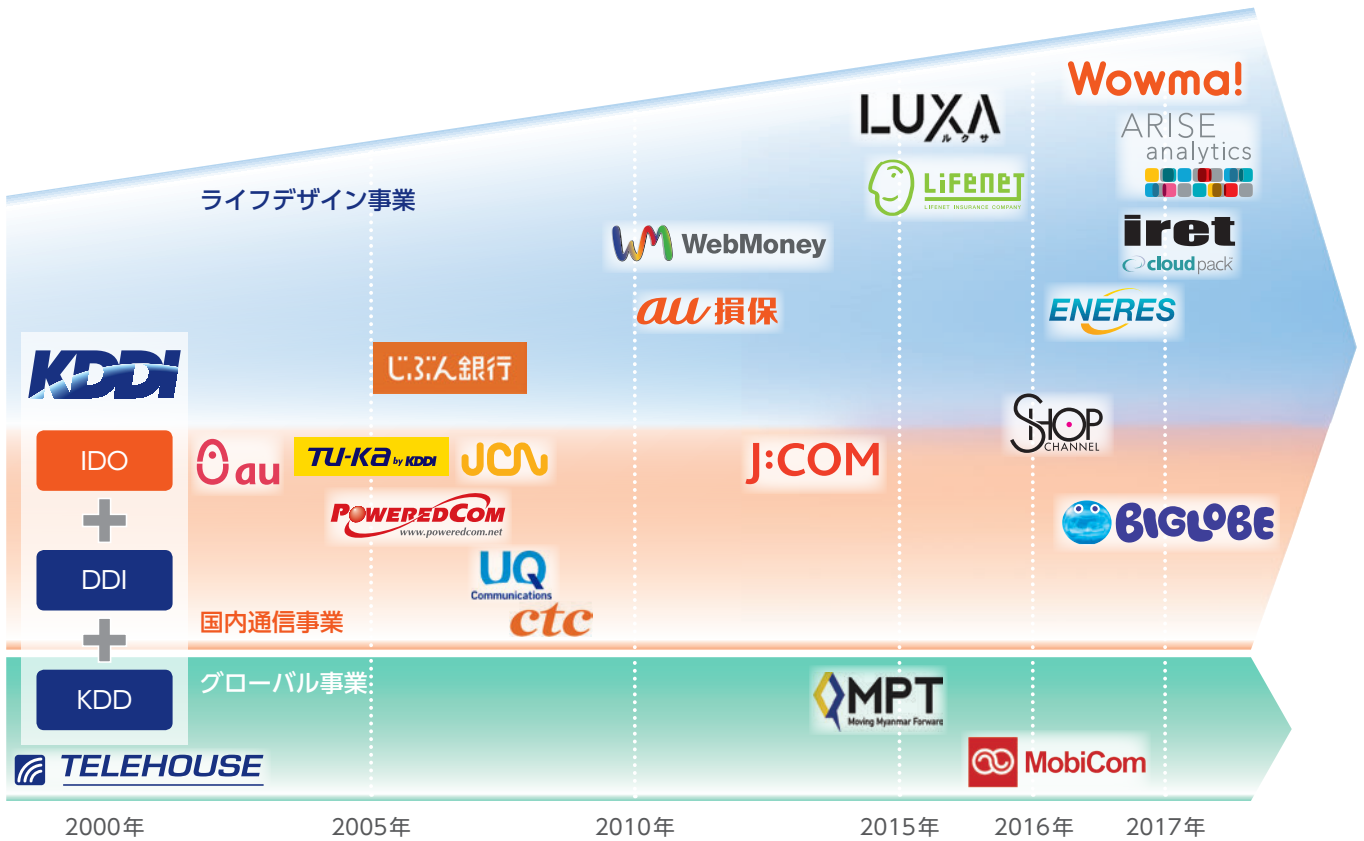 Wowma!
LUXA
ルクサ
ARISE
analytics
LIFENET
LIFENET INSURANCE COMPANY
ライフデザイン事業
WebMoney
iret
cloudpack
au 損保
ENERES
KDDI
じぶん銀行
SHOP
CHANNEL
IDO
au
TU-KA by KDDI
JCN
J:COM
POWEREDCOM
www.poweredcom.net
BIGLOBE
+
DDI
UQ
Communications
ctc
国内通信事業
+
KDD
グローバル事業
MPT
Moving Myanmar Forward
TELEHOUSE
MobiCom
2000年 2005年 2010年 2015年 2016年 2017年